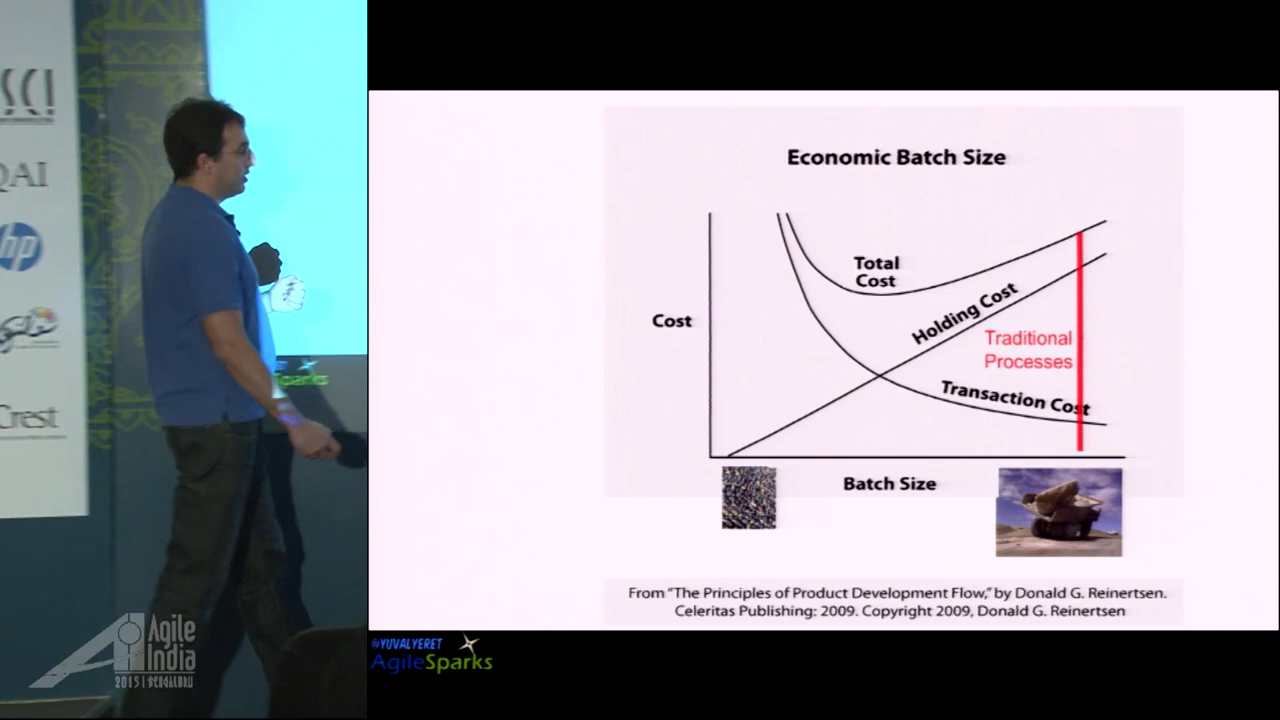 SCI
QAI
hp
Crest
Sparks
Agile
India
2015 | BENGALURU
Economic Batch Size
Total
Cost
Cost
Holding Cost
Traditional
Processes
Transaction Cost
Batch Size
From “The Principles of Product Development Flow,” by Donald G. Reinertsen.
Celeritas Publishing: 2009. Copyright 2009, Donald G. Reinertsen
@YUVALYERET
AgileSparks